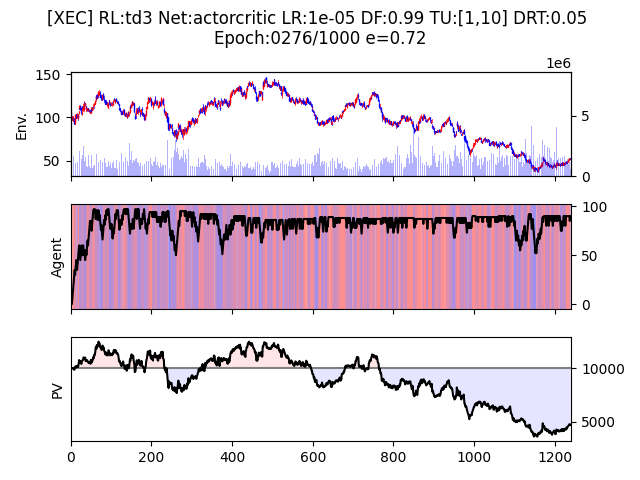 [XEC] RL:td3 Net:actorcritic LR:1e-05 DF:0.99 TU:[1,10] DRT:0.05
Epoch:0276/1000 e=0.72
1e6
150
100
50
Env.
5
0
Agent
100
50
0
PV
10000
5000
0
200
400
600
800
1000
1200